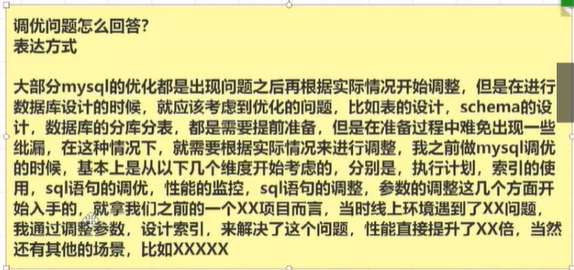 调优问题怎么回答?
表达方式
大部分mysql的优化都是出现问题之后再根据实际情况开始调整，但是在进行
数据库设计的时候，就应该考虑到优化的问题，比如表的设计，schema的设
计，数据库的分库分表，都是需要提前准备，但是在准备过程中难免出现一些
纰漏，在这种情况下，就需要根据实际情况来进行调整，我之前做mysql调优
的时候，基本上是从以下几个维度开始考虑的，分别是，执行计划，索引的使
用，sql语句的调优，性能的监控，sql语句的调整，参数的调整这几个方面开
始入手的，就拿我们之前的一个XX项目而言，当时线上环境遇到了XX问题，
我通过调整参数，设计索引，来解决了这个问题，性能直接提升了XX倍，当然
还有其他的场景，比如XXXXX